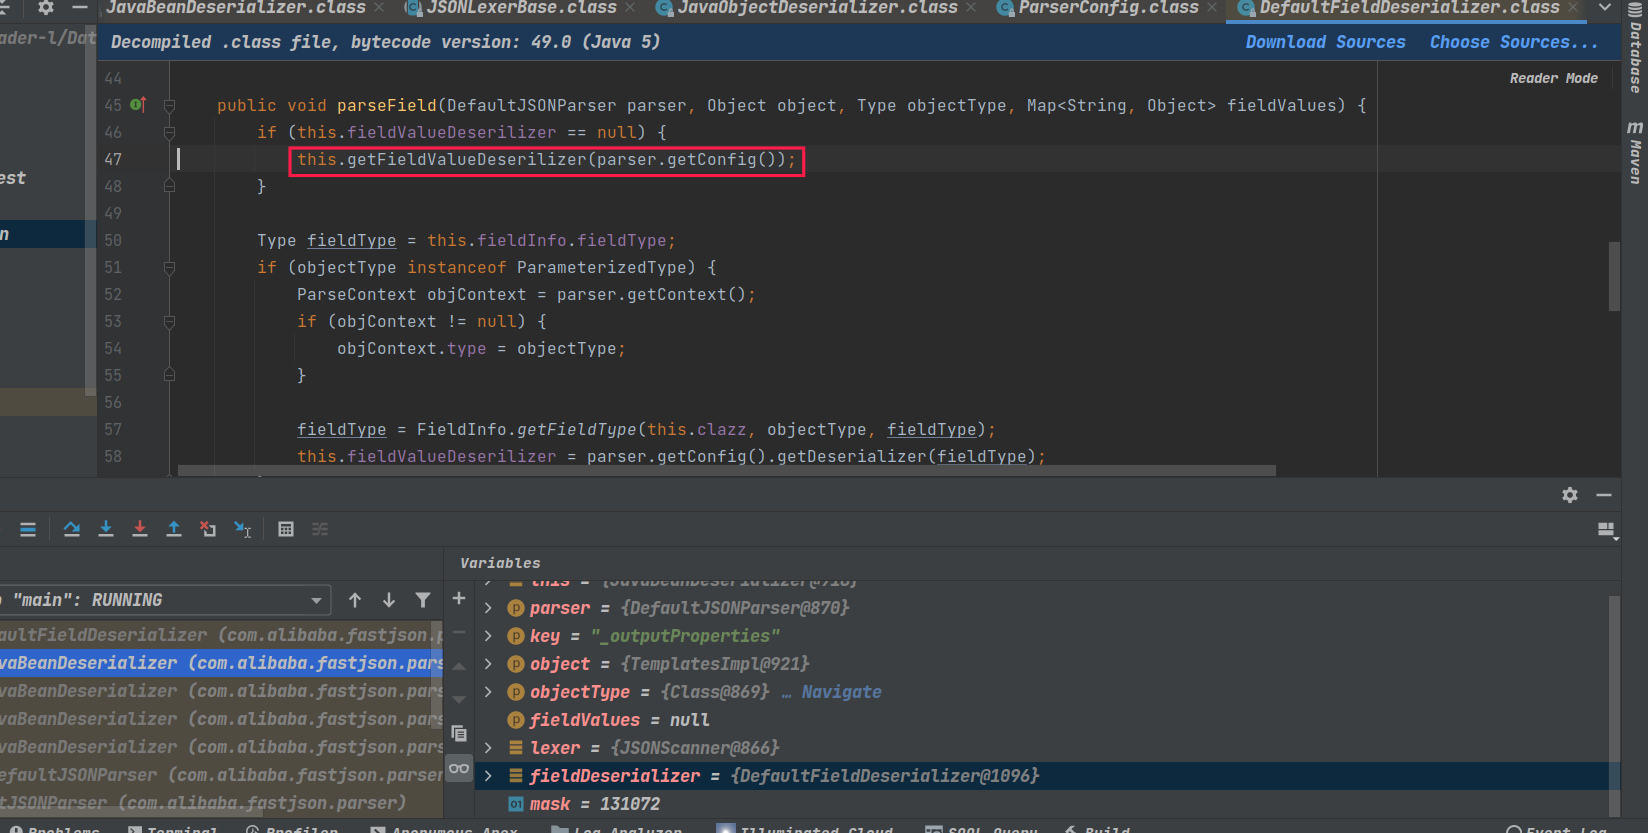 JavaBeanDeserializer.class JSONLexerBase.class JavaObjectDeserializer.class ParserConfig.class DefaultFieldDeserializer.class
ader-l/Dat
Decompiled .class file, bytecode version: 49.0 (Java 5) Download Sources Choose Sources...
Database
Maven
Reader Mode
est
n
44
45 public void parseField(DefaultJSONParser parser, Object object, Type objectType, Map<String, Object> fieldValues) {
46 if (this.fieldValueDeserilizer == null) {
47 this.getFieldValueDeserilizer(parser.getConfig());
48 }
49
50 Type fieldType = this.fieldInfo.fieldType;
51 if (objectType instanceof ParameterizedType) {
52 ParseContext objContext = parser.getContext();
53 if (objContext != null) {
54 objContext.type = objectType;
55 }
56
57 fieldType = FieldInfo.getFieldType(this.clazz, objectType, fieldType);
58 this.fieldValueDeserilizer = parser.getConfig().getDeserializer(fieldType);
Variables
"main": RUNNING
aultFieldDeserializer (com.alibaba.fastjson.p
vaBeanDeserializer (com.alibaba.fastjson.pars
vaBeanDeserializer (com.alibaba.fastjson.pars
vaBeanDeserializer (com.alibaba.fastjson.pars
vaBeanDeserializer (com.alibaba.fastjson.pars
efaultJSONParser (com.alibaba.fastjson.parser
tJSONParser (com.alibaba.fastjson.parser)
this = {JavaBeanDeserializer@918}
parser = {DefaultJSONParser@870}
key = "_outputProperties"
object = {TemplatesImpl@921}
objectType = {Class@869} … Navigate
fieldValues = null
lexer = {JSONScanner@866}
fieldDeserializer = {DefaultFieldDeserializer@1096}
mask = 131072
Problems Terminal Profiler Anonymous Apex Log Analyzer Illuminated Cloud SOQL Query Build Event Log